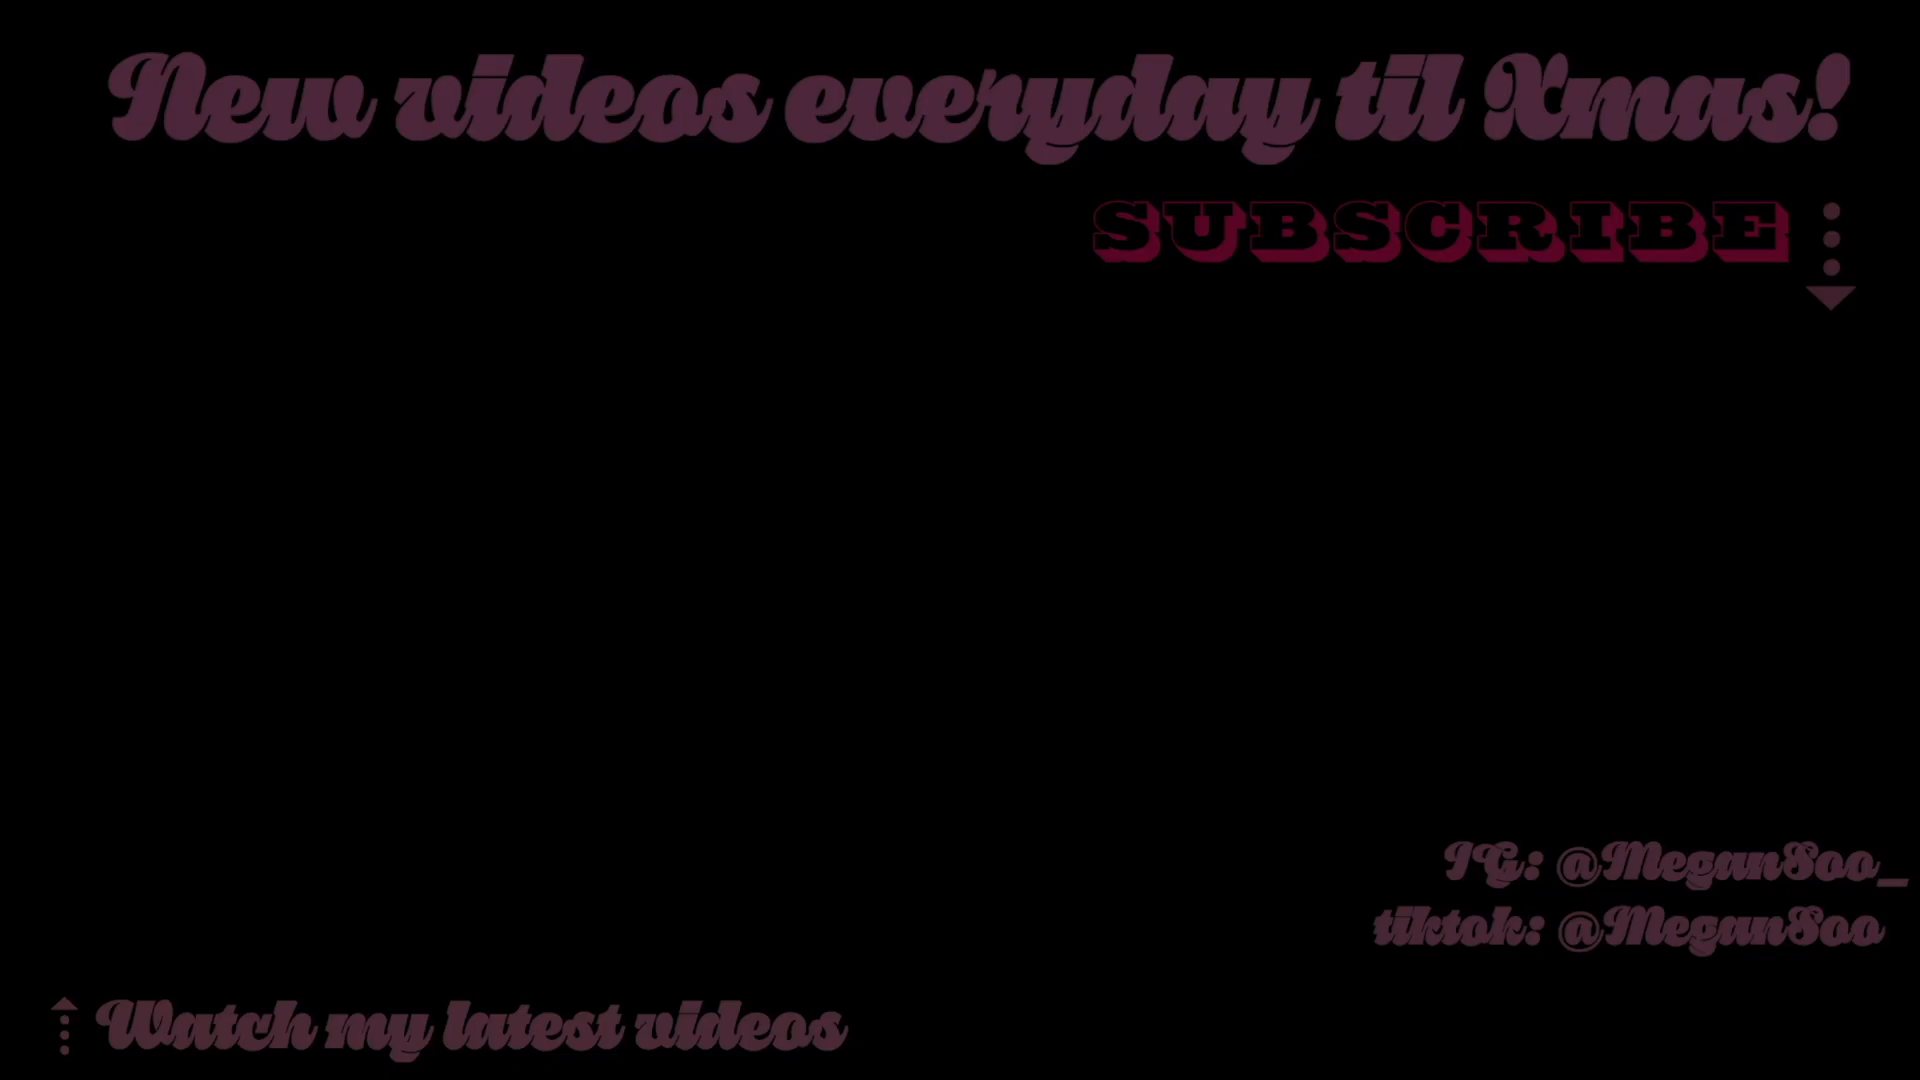 New videos everyday til Xmas!
SUBSCRIBE
IG: @MeganSoo_
tiktok: @MeganSoo
Watch my latest videos